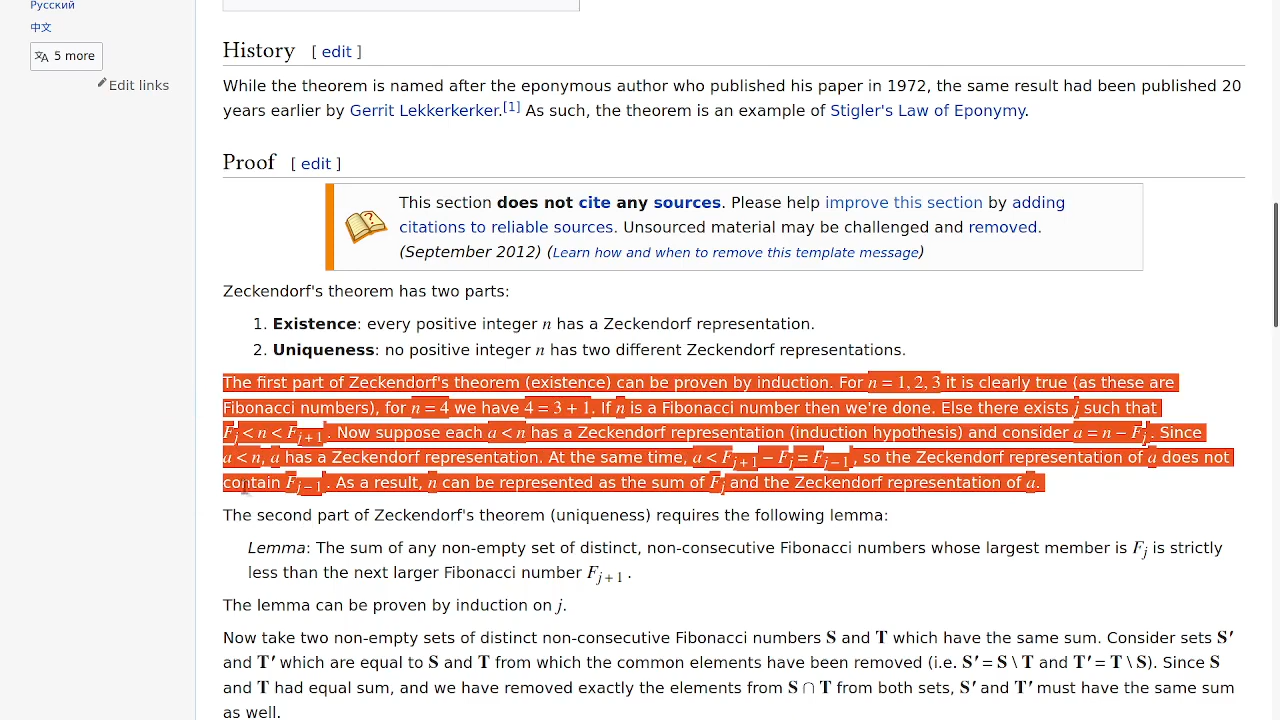 Русский
中文
5 more
Edit links
History [ edit ]
While the theorem is named after the eponymous author who published his paper in 1972, the same result had been published 20
years earlier by Gerrit Lekkerkerker.[1] As such, the theorem is an example of Stigler's Law of Eponymy.
Proof [ edit ]
This section does not cite any sources. Please help improve this section by adding
citations to reliable sources. Unsourced material may be challenged and removed.
(September 2012) (Learn how and when to remove this template message)
Zeckendorf's theorem has two parts:
1. Existence: every positive integer n has a Zeckendorf representation.
2. Uniqueness: no positive integer n has two different Zeckendorf representations.
The first part of Zeckendorf's theorem (existence) can be proven by induction. For n = 1, 2, 3 it is clearly true (as these are
Fibonacci numbers), for n = 4 we have 4 = 3 + 1. If n is a Fibonacci number then we're done. Else there exists j such that
F_j < n < F_{j+1}. Now suppose each a < n has a Zeckendorf representation (induction hypothesis) and consider a = n − F_j. Since
a < n, a has a Zeckendorf representation. At the same time, a < F_{j+1} − F_j = F_{j−1}, so the Zeckendorf representation of a does not
contain F_{j−1}. As a result, n can be represented as the sum of F_j and the Zeckendorf representation of a.
The second part of Zeckendorf's theorem (uniqueness) requires the following lemma:
Lemma: The sum of any non-empty set of distinct, non-consecutive Fibonacci numbers whose largest member is F_j is strictly
less than the next larger Fibonacci number F_{j+1}.
The lemma can be proven by induction on j.
Now take two non-empty sets of distinct non-consecutive Fibonacci numbers S and T which have the same sum. Consider sets S′
and T′ which are equal to S and T from which the common elements have been removed (i.e. S′ = S \ T and T′ = T \ S). Since S
and T had equal sum, and we have removed exactly the elements from S ∩ T from both sets, S′ and T′ must have the same sum
as well.